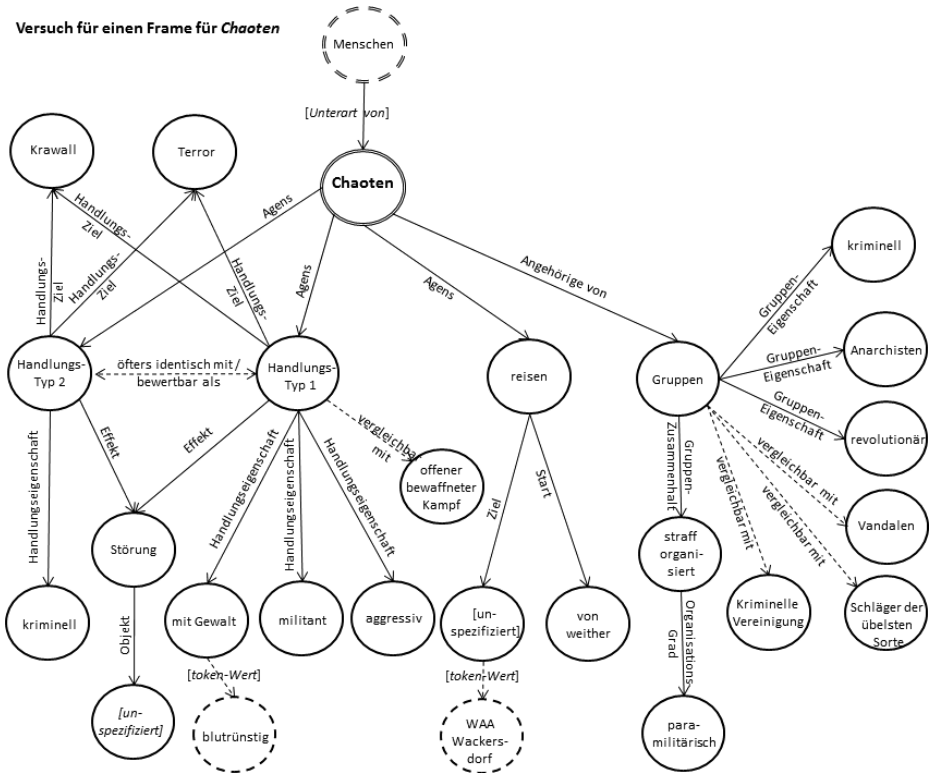 Versuch für einen Frame für Chaoten
Menschen
[Unterart von]
Krawall
Terror
Chaoten
Handlungs-
Ziel
Agens
Handlungs-
Ziel
Handlungs-
Ziel
Handlungs-
Ziel
Agens
Agens
Angehörige von
kriminell
Gruppen-
Eigenschaft
Handlungs-
Typ 2
öfters identisch mit /
bewertbar als
Handlungs-
Typ 1
reisen
Gruppen
Gruppen-
Eigenschaft
Anarchisten
Gruppen-
Eigenschaft
revolutionär
Handlungseigenschaft
Effekt
Effekt
Handlungseigenschaft
Handlungseigenschaft
Handlungseigenschaft
vergleichbar
mit
offener
bewaffneter
Kampf
Ziel
Start
Gruppen-
Zusammenhalt
vergleichbar mit
vergleichbar mit
vergleichbar mit
Vandalen
Störung
straff
organi-
siert
kriminell
Objekt
mit Gewalt
militant
aggressiv
[un-
spezifiziert]
von
weither
Organisations-
Grad
Kriminelle
Vereinigung
Schläger der
übelsten
Sorte
[token-Wert]
[token-Wert]
[un-
spezifiziert]
blutrünstig
WAA
Wackers-
dorf
para-
militärisch